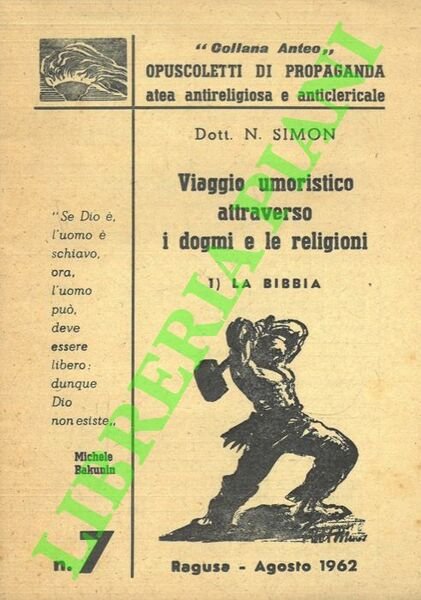 "Collana Anteo„
OPUSCOLETTI DI PROPAGANDA
atea antireligiosa e anticlericale
Dott. N. SIMON
Viaggio umoristico
attraverso
i dogmi e le religioni
1) LA BIBBIA
"Se Dio è,
l'uomo è
schiavo,
ora,
l'uomo
può,
deve
essere
libero:
dunque
Dio
non esiste„
Michele
Bakunin
n. 7
Ragusa - Agosto 1962
LIBRERIA PIANI